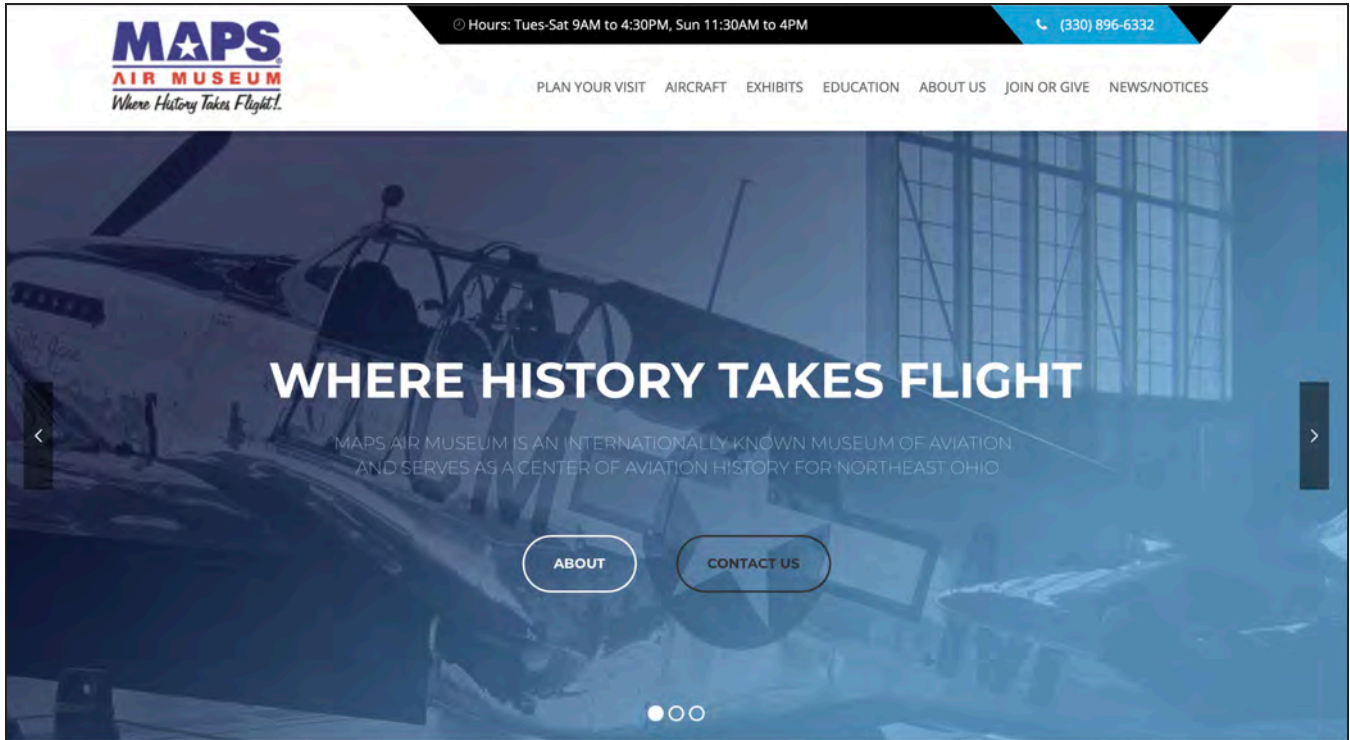 MAPS
AIR MUSEUM
Where History Takes Flight!
Hours: Tues-Sat 9AM to 4:30PM, Sun 11:30AM to 4PM
(330) 896-6332
PLAN YOUR VISIT AIRCRAFT EXHIBITS EDUCATION ABOUT US JOIN OR GIVE NEWS/NOTICES
WHERE HISTORY TAKES FLIGHT
MAPS AIR MUSEUM IS AN INTERNATIONALLY KNOWN MUSEUM OF AVIATION
AND SERVES AS A CENTER OF AVIATION HISTORY FOR NORTHEAST OHIO
ABOUT
CONTACT US